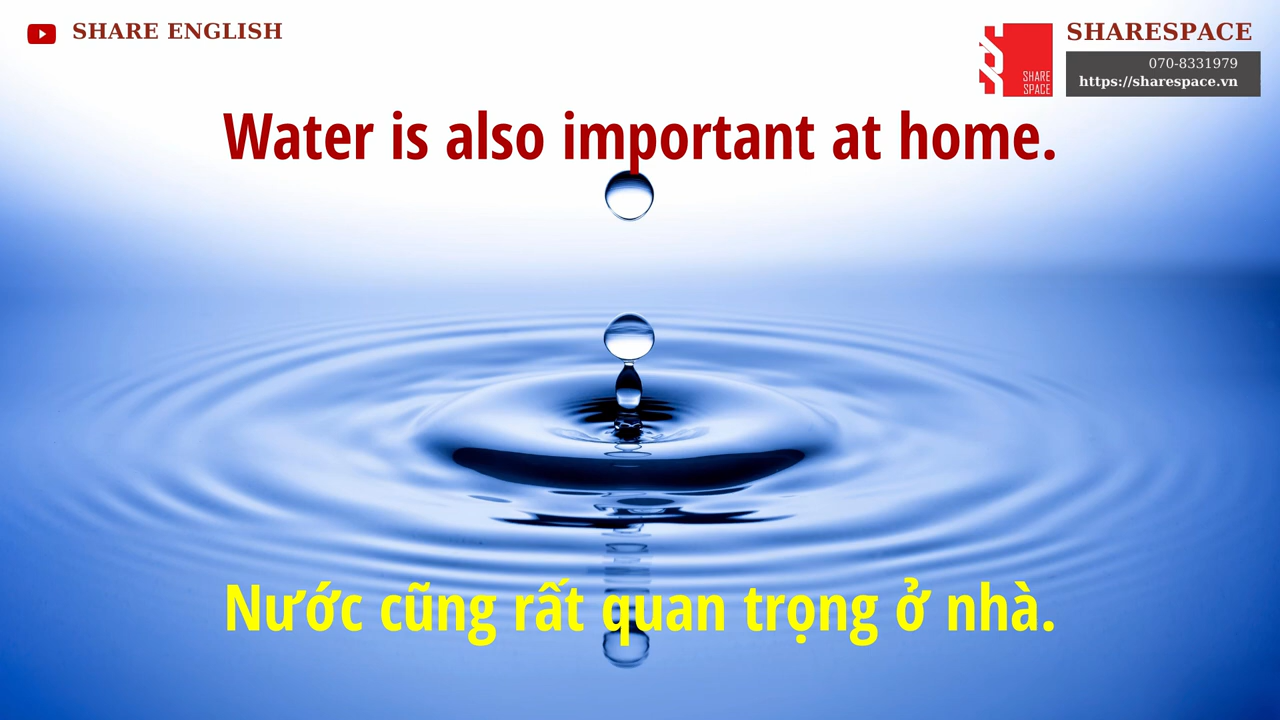 SHARE ENGLISH
SHARESPACE
070-8331979
https://sharespace.vn
SHARE
SPACE
Water is also important at home.
Nước cũng rất quan trọng ở nhà.